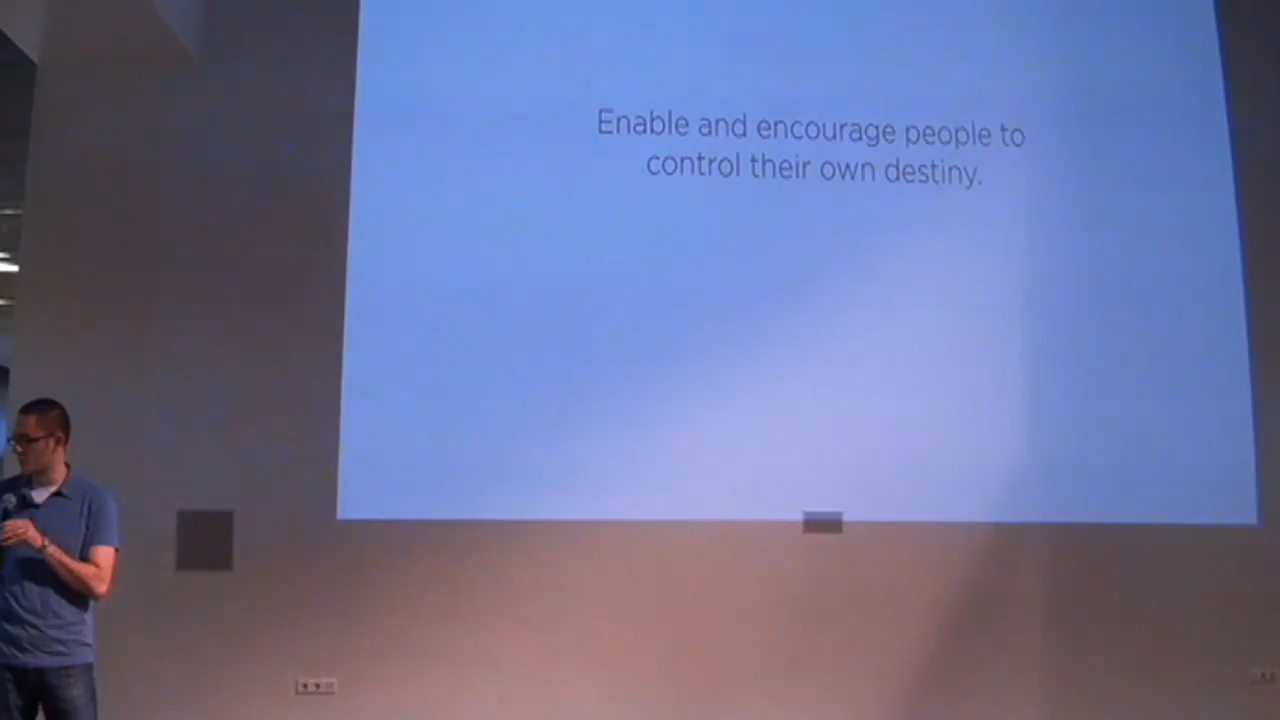 Enable and encourage people to
control their own destiny.